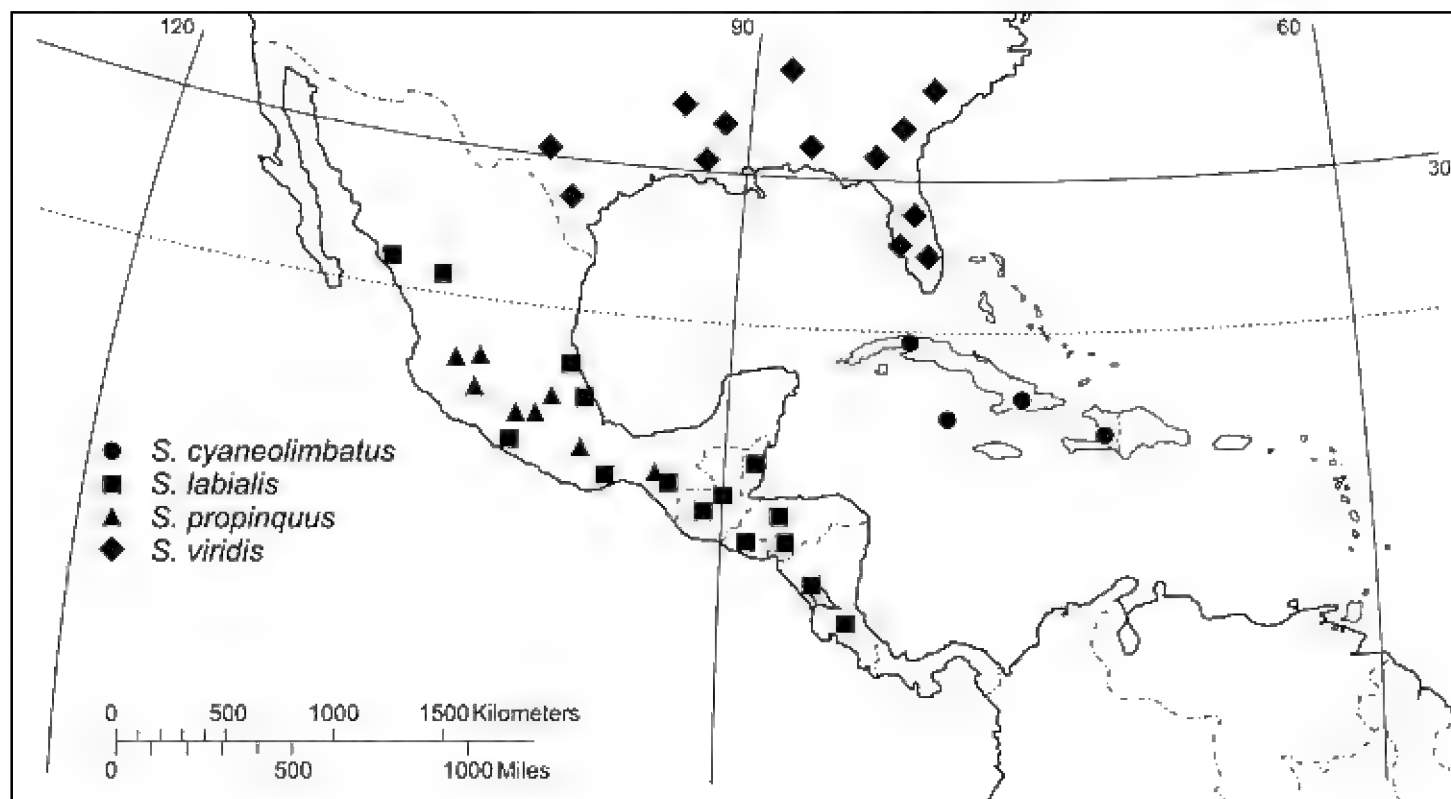 120
90
60
30
S. cyaneolimbatus
S. labialis
S. propinquus
S. viridis
0 500 1000 1500 Kilometers
0 500 1000 Miles